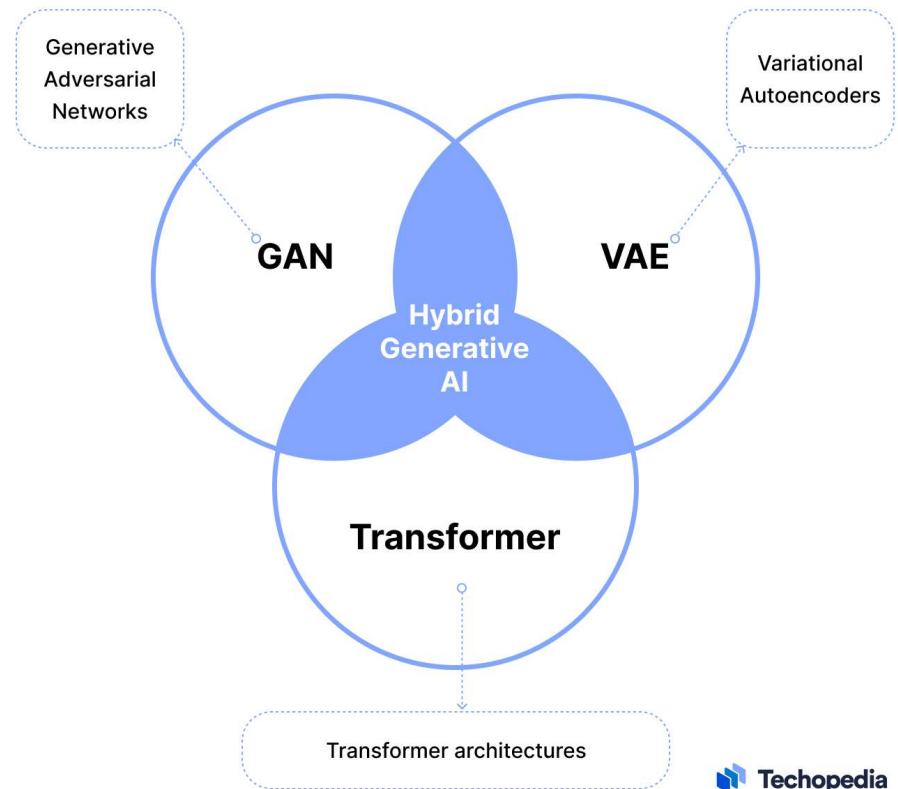 Generative
Adversarial
Networks
Variational
Autoencoders
GAN
VAE
Hybrid
Generative
AI
Transformer
Transformer architectures
Techopedia